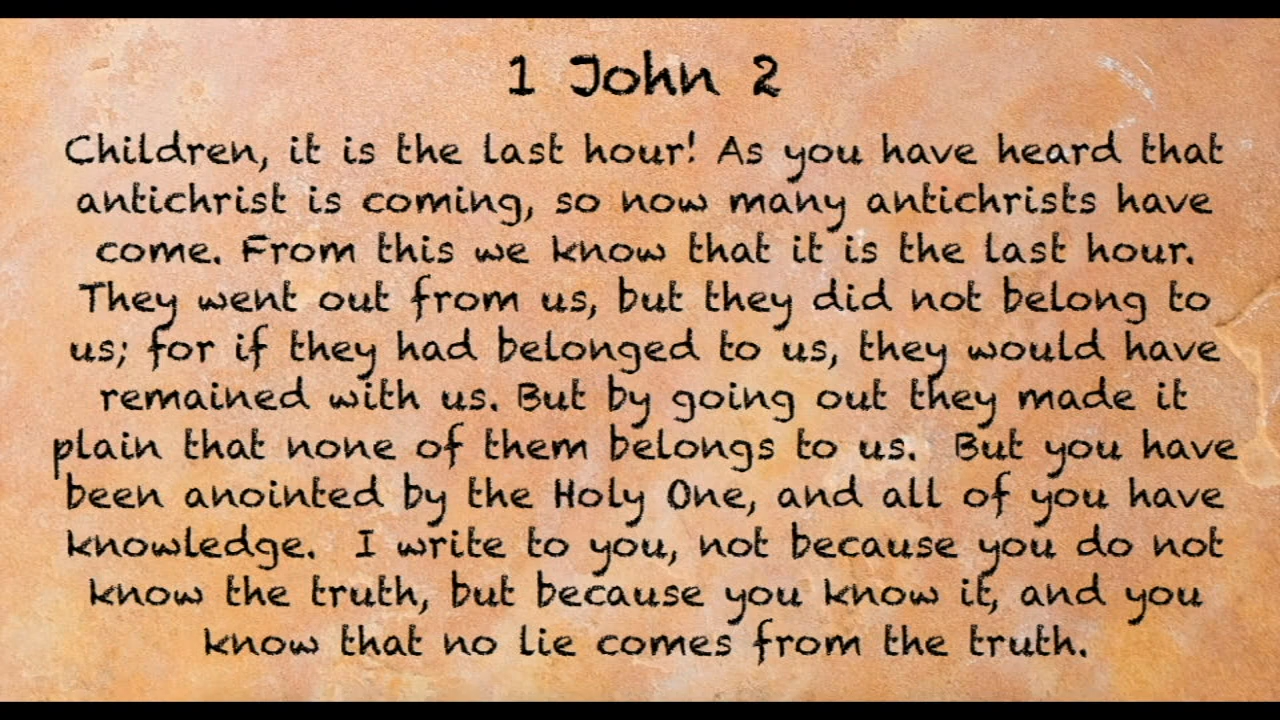 1 John 2
Children, it is the last hour! As you have heard that
antichrist is coming, so now many antichrists have
come. From this we know that it is the last hour.
They went out from us, but they did not belong to
us; for if they had belonged to us, they would have
remained with us. But by going out they made it
plain that none of them belongs to us.  But you have
been anointed by the Holy One, and all of you have
knowledge.  I write to you, not because you do not
know the truth, but because you know it, and you
know that no lie comes from the truth.